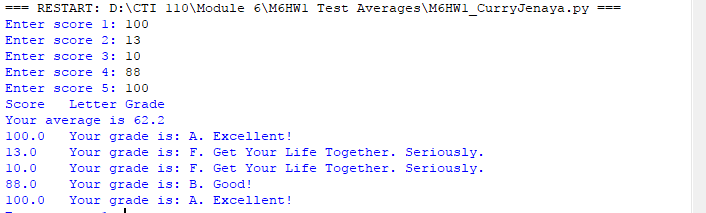 === RESTART: D:\CTI 110\Module 6\M6HW1 Test Averages\M6HW1_CurryJenaya.py ===
Enter score 1: 100
Enter score 2: 13
Enter score 3: 10
Enter score 4: 88
Enter score 5: 100
Score   Letter Grade
Your average is 62.2
100.0   Your grade is: A. Excellent!
13.0    Your grade is: F. Get Your Life Together. Seriously.
10.0    Your grade is: F. Get Your Life Together. Seriously.
88.0    Your grade is: B. Good!
100.0   Your grade is: A. Excellent!